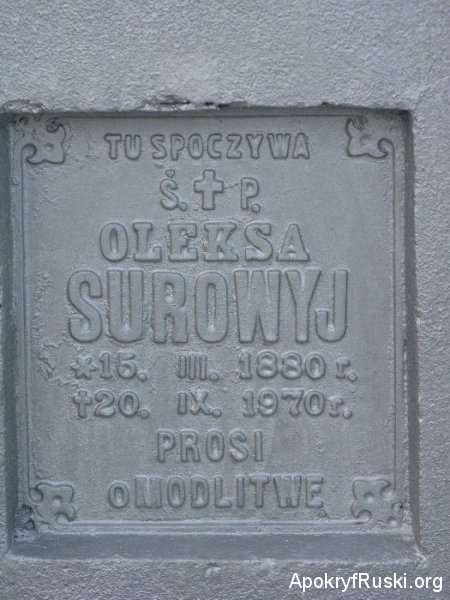 TU SPOCZYWA
Ś. † P.
OLEKSA
SUROWYJ
*15. III. 1880 r.
†20. IX. 1970 r.
PROSI
o MODLITWĘ
ApokryfRuski.org